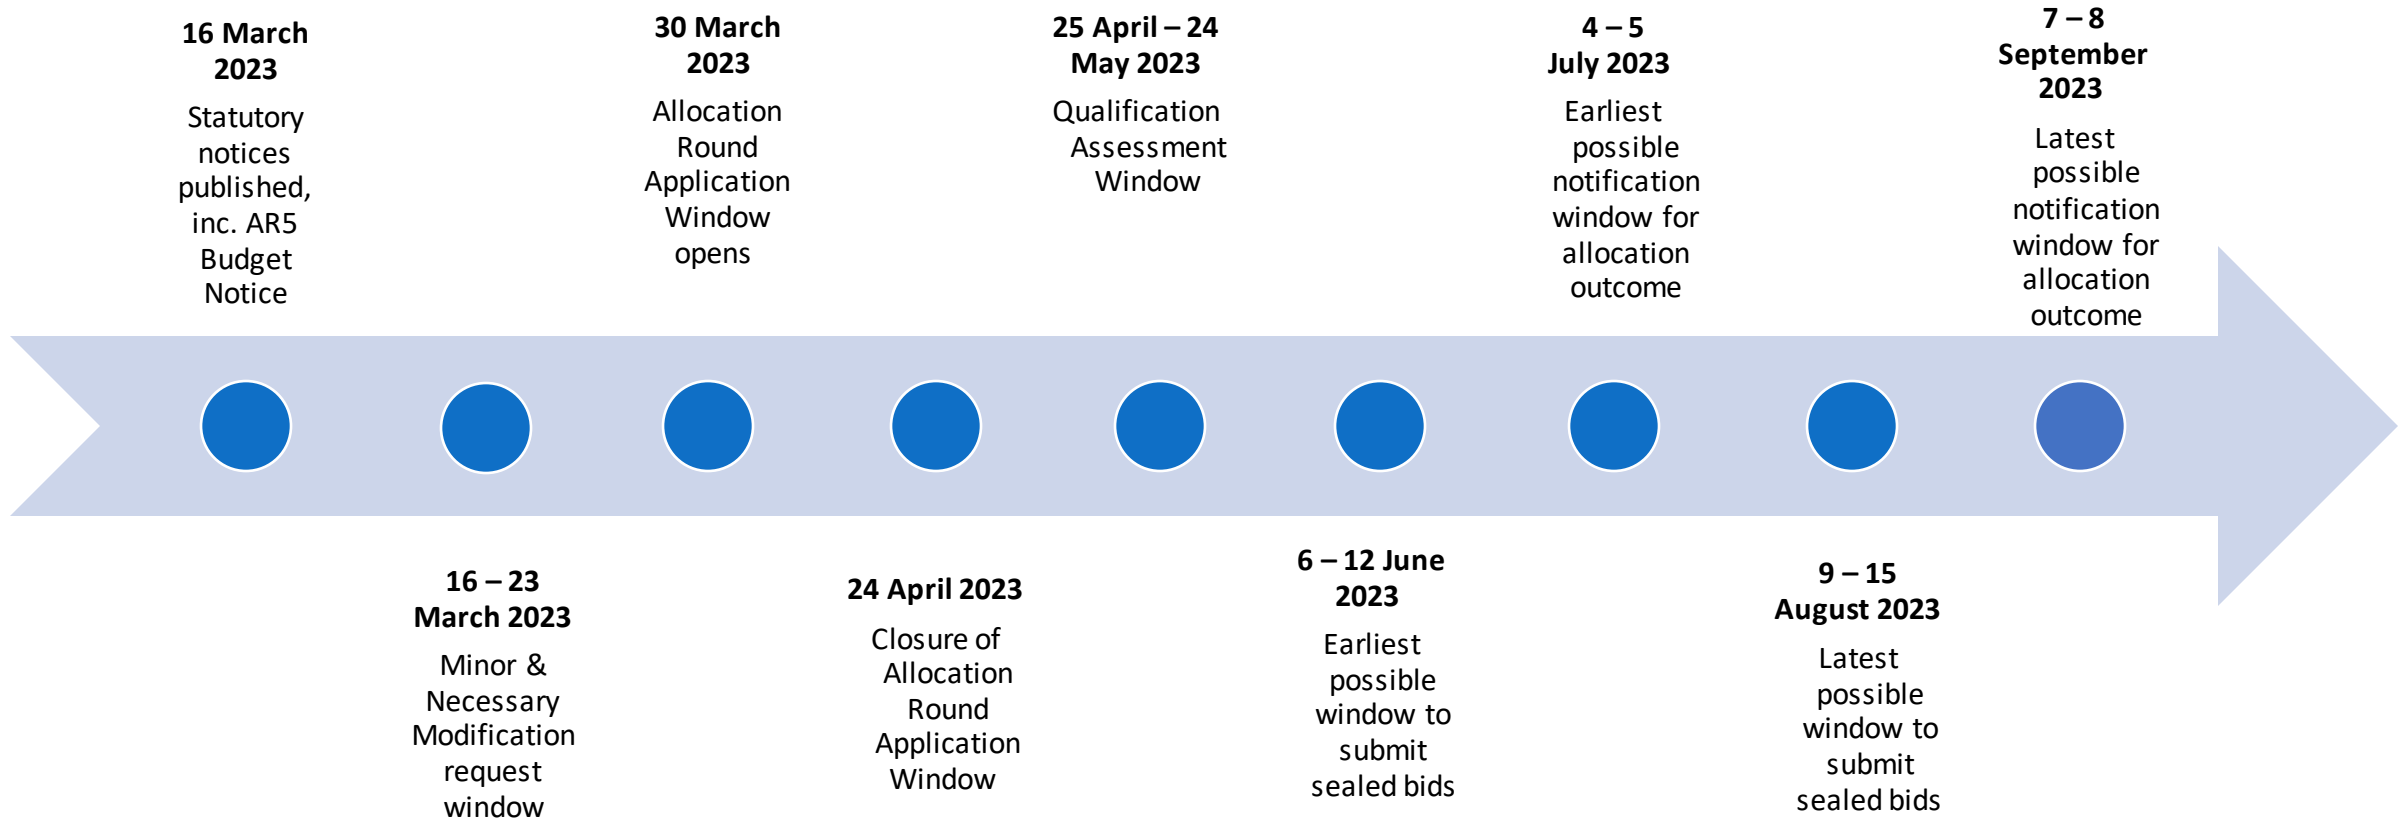 16 March
2023
Statutory
notices
published,
inc. AR5
Budget
Notice
30 March
2023
Allocation
Round
Application
Window
opens
25 April – 24
May 2023
Qualification
Assessment
Window
4 – 5
July 2023
Earliest
possible
notification
window for
allocation
outcome
7 – 8
September
2023
Latest
possible
notification
window for
allocation
outcome
16 – 23
March 2023
Minor &
Necessary
Modification
request
window
24 April 2023
Closure of
Allocation
Round
Application
Window
6 – 12 June
2023
Earliest
possible
window to
submit
sealed bids
9 – 15
August 2023
Latest
possible
window to
submit
sealed bids